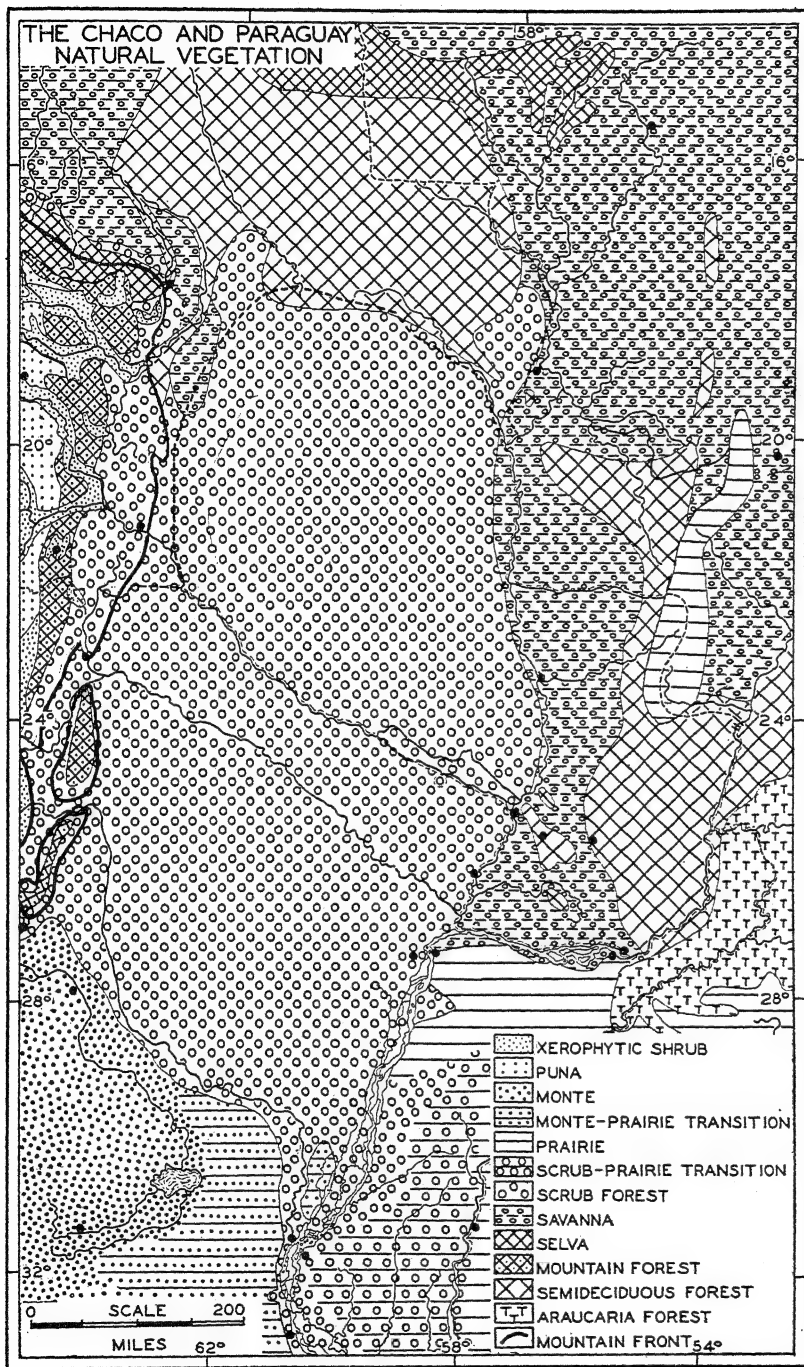 THE CHACO AND PARAGUAY
NATURAL VEGETATION
58°
16°
16°
20°
20°
24°
24°
28°
28°
XEROPHYTIC SHRUB
PUNA
MONTE
MONTE-PRAIRIE TRANSITION
PRAIRIE
SCRUB-PRAIRIE TRANSITION
SCRUB FOREST
SAVANNA
SELVA
MOUNTAIN FOREST
SEMIDECIDUOUS FOREST
ARAUCARIA FOREST
MOUNTAIN FRONT
32°
0 SCALE 200
MILES
62°
58°
54°